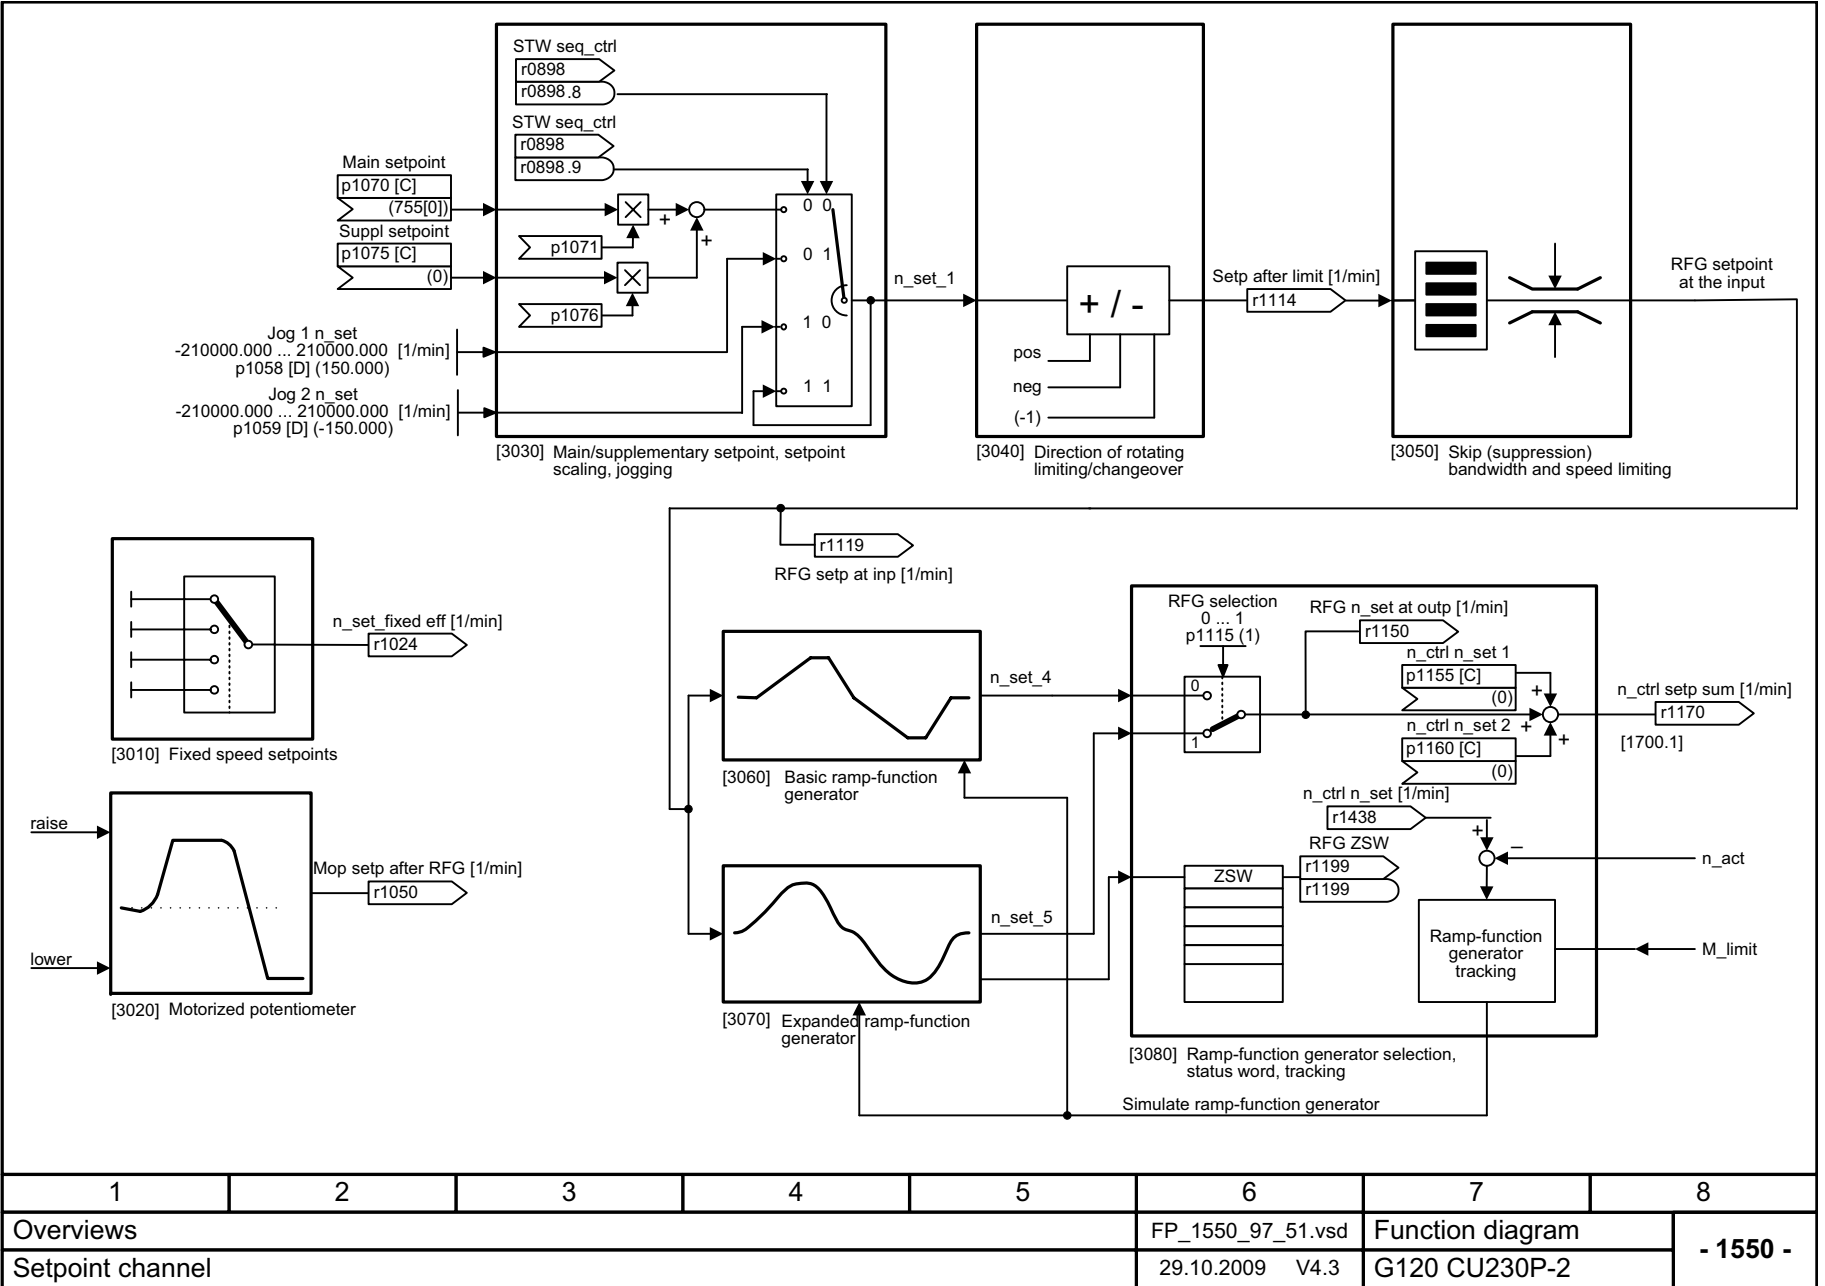 STW seq_ctrl
r0898
r0898.8
STW seq_ctrl
r0898
r0898.9
Main setpoint
p1070 [C]
(755[0])
Suppl setpoint
p1075 [C]
(0)
p1071
p1076
+
+
0 0
0 1
1 0
1 1
Jog 1 n_set
-210000.000 ... 210000.000 [1/min]
p1058 [D] (150.000)
Jog 2 n_set
-210000.000 ... 210000.000 [1/min]
p1059 [D] (-150.000)
[3030] Main/supplementary setpoint, setpoint
scaling, jogging
n_set_1
+ / -
pos
neg
(-1)
[3040] Direction of rotating
limiting/changeover
Setp after limit [1/min]
r1114
[3050] Skip (suppression)
bandwidth and speed limiting
RFG setpoint
at the input
r1119
RFG setp at inp [1/min]
n_set_fixed eff [1/min]
r1024
[3010] Fixed speed setpoints
raise
lower
Mop setp after RFG [1/min]
r1050
[3020] Motorized potentiometer
n_set_4
[3060] Basic ramp-function
generator
n_set_5
[3070] Expanded ramp-function
generator
RFG selection
0 ... 1
p1115 (1)
0
1
RFG n_set at outp [1/min]
r1150
n_ctrl n_set 1
p1155 [C]
(0)
+
n_ctrl n_set 2
+
p1160 [C]
(0)
+
n_ctrl setp sum [1/min]
r1170
[1700.1]
n_ctrl n_set [1/min]
r1438
+
–
n_act
RFG ZSW
r1199
r1199
ZSW
Ramp-function
generator
tracking
M_limit
[3080] Ramp-function generator selection,
status word, tracking
Simulate ramp-function generator
1 2 3 4 5 6 7 8
Overviews
FP_1550_97_51.vsd
Function diagram
- 1550 -
Setpoint channel
29.10.2009 V4.3
G120 CU230P-2